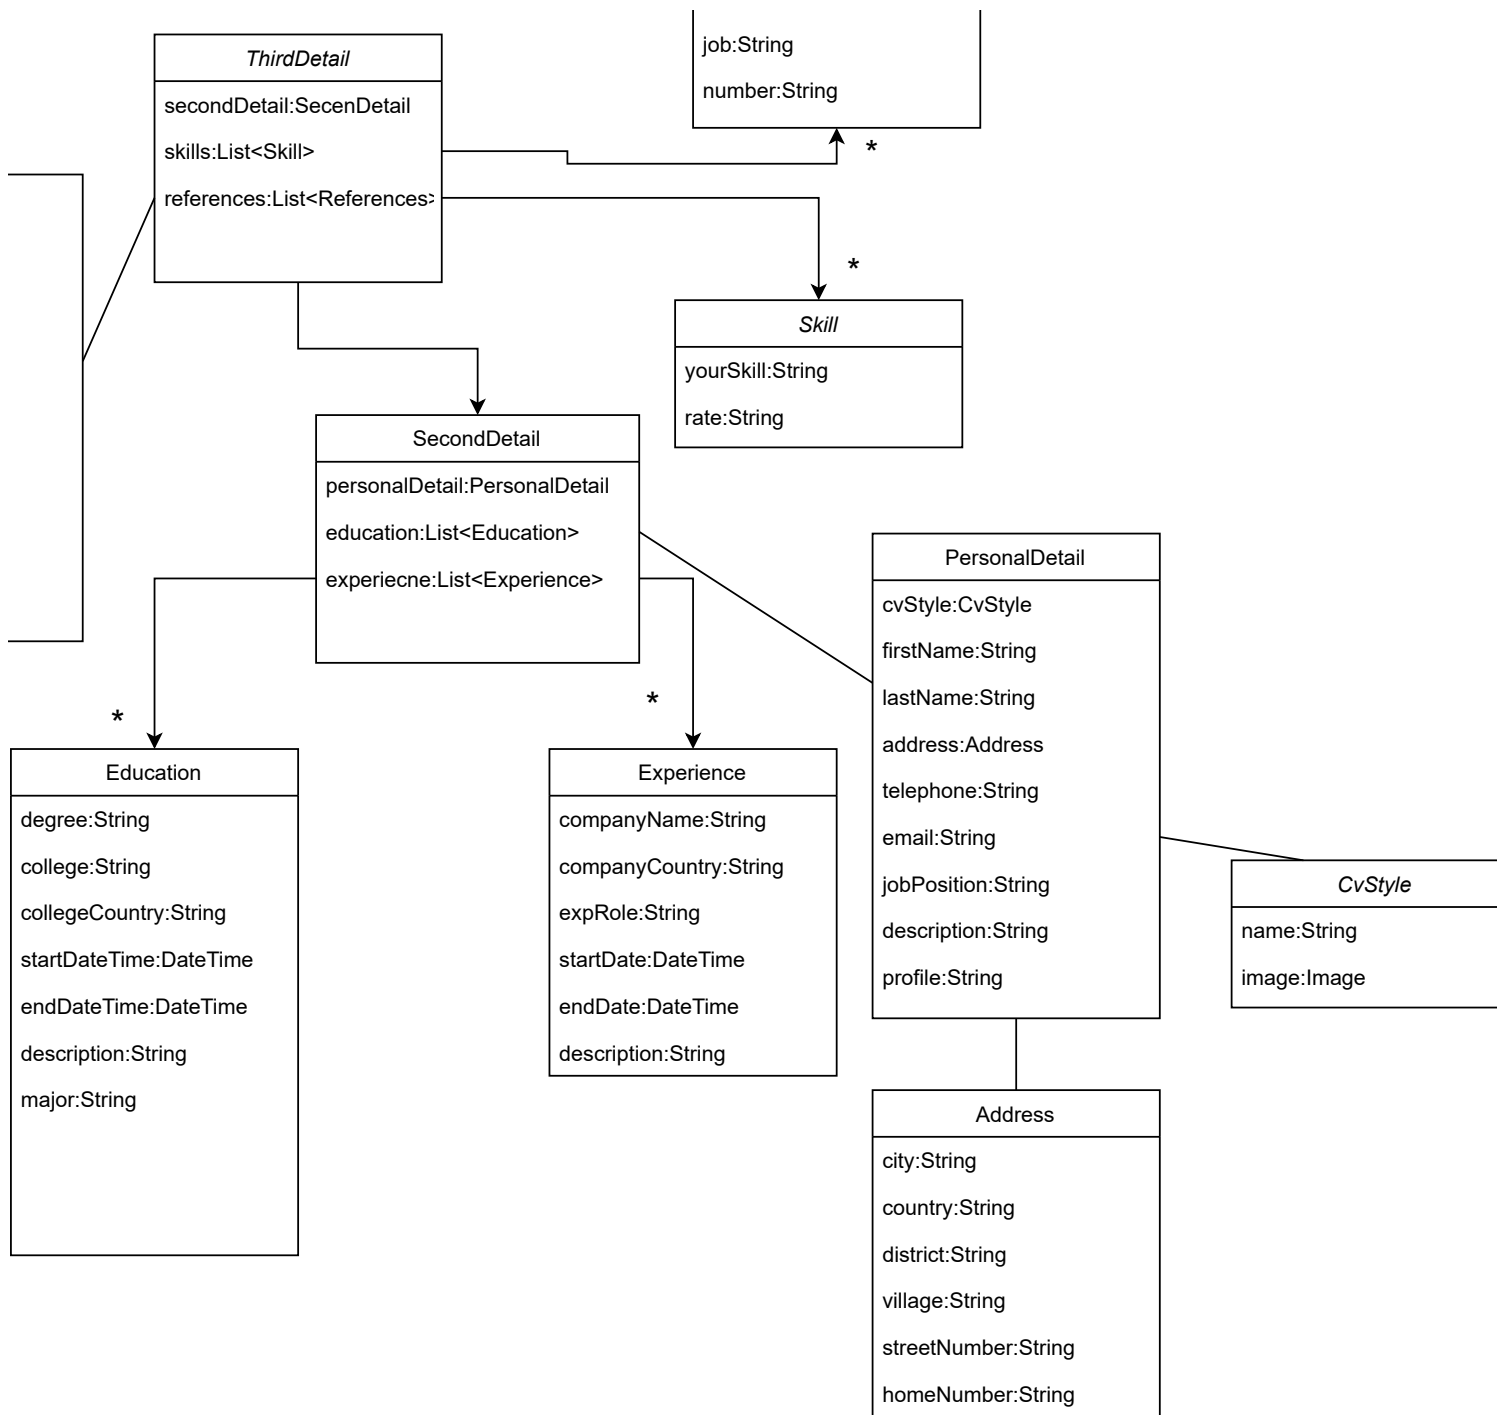 ThirdDetail
secondDetail:SecenDetail
skills:List<Skill>
references:List<References>
job:String
number:String
*
*
Skill
yourSkill:String
rate:String
SecondDetail
personalDetail:PersonalDetail
education:List<Education>
experiecne:List<Experience>
*
*
Education
degree:String
college:String
collegeCountry:String
startDateTime:DateTime
endDateTime:DateTime
description:String
major:String
Experience
companyName:String
companyCountry:String
expRole:String
startDate:DateTime
endDate:DateTime
description:String
PersonalDetail
cvStyle:CvStyle
firstName:String
lastName:String
address:Address
telephone:String
email:String
jobPosition:String
description:String
profile:String
CvStyle
name:String
image:Image
Address
city:String
country:String
district:String
village:String
streetNumber:String
homeNumber:String